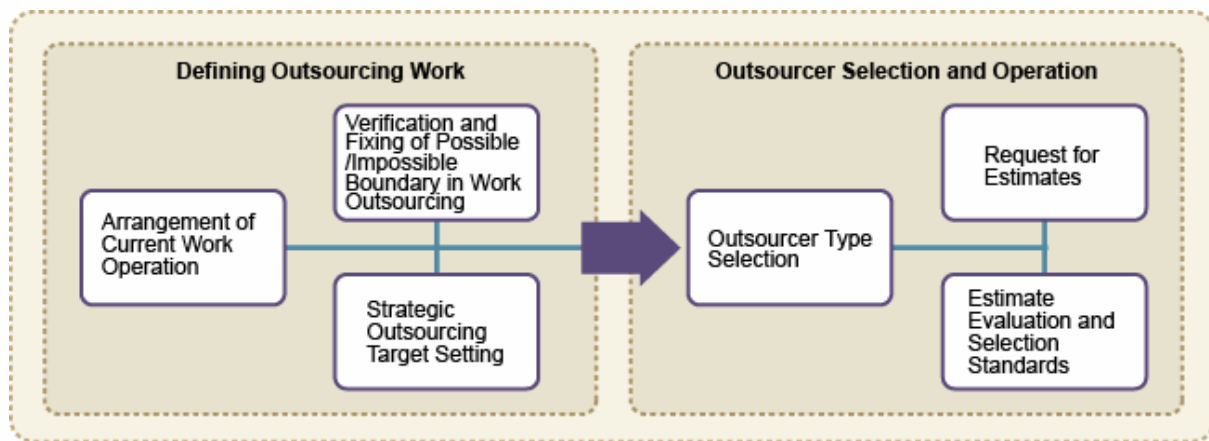 Defining Outsourcing Work
Arrangement of
Current Work
Operation
Verification and
Fixing of Possible
/Impossible
Boundary in Work
Outsourcing
Strategic
Outsourcing
Target Setting
Outsourcer Selection and Operation
Outsourcer Type
Selection
Request for
Estimates
Estimate
Evaluation and
Selection
Standards